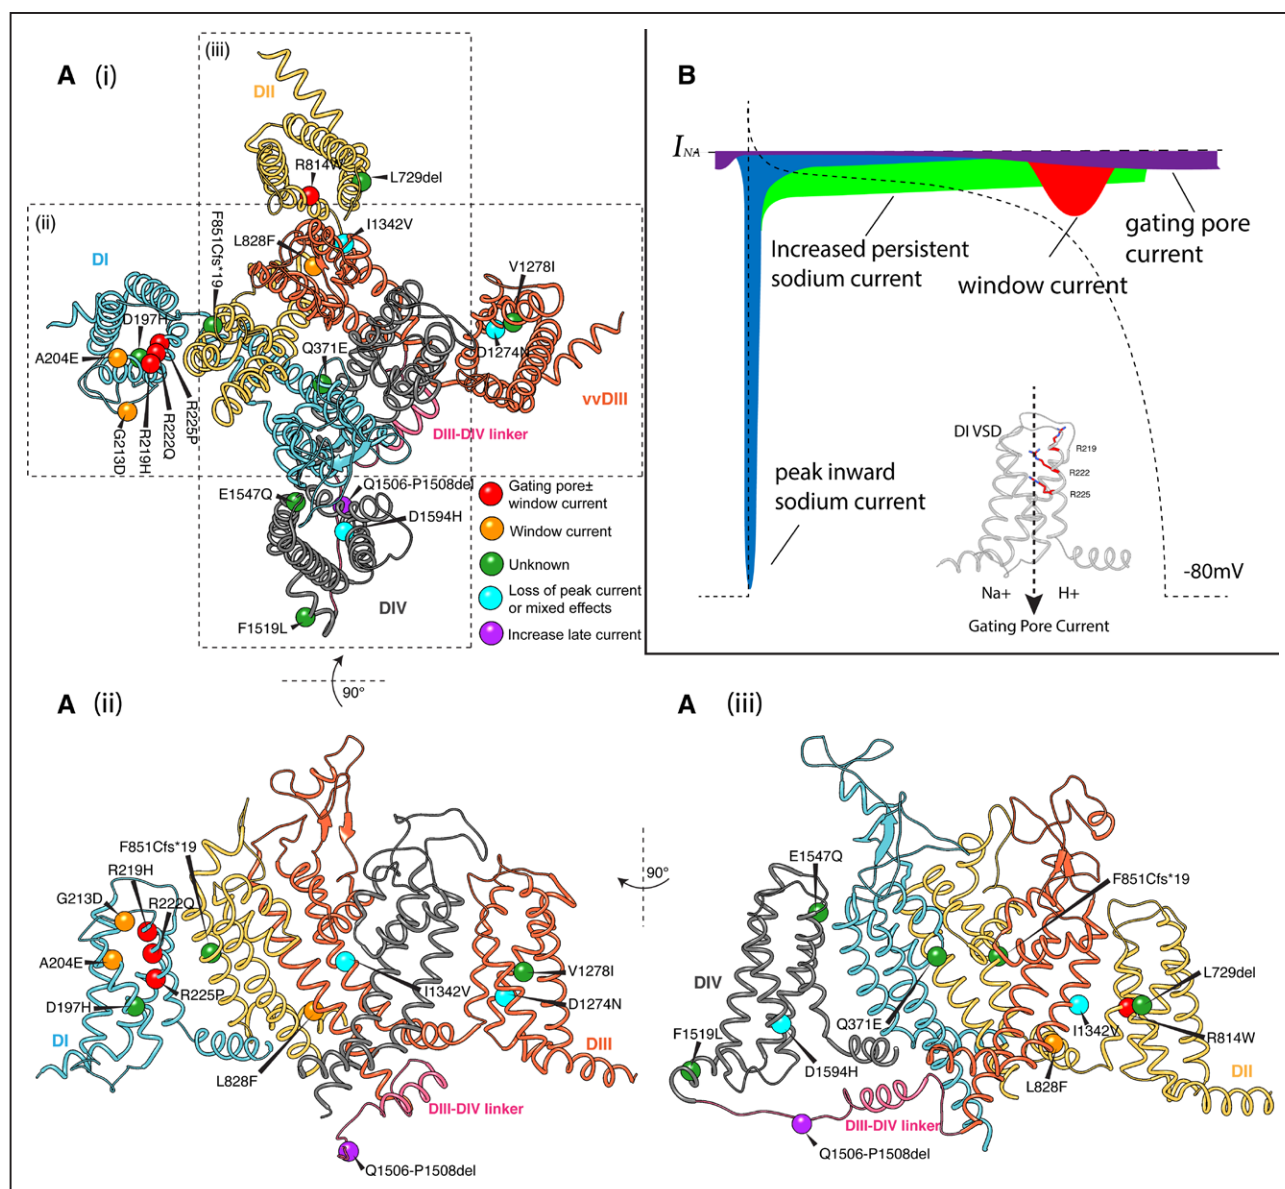 A (i)
(iii)
DII
R814W
L729del
(ii)
F851Cfs*19
I1342V
L828F
DI
V1278I
D197H
A204E
Q371E
D1274N
vvDIII
G213D
R219H
R222Q
R225P
DIII-DIV linker
E1547Q
Q1506-P1508del
D1594H
DIV
F1519L
Gating pore±
window current
Window current
Unknown
Loss of peak current
or mixed effects
Increase late current
90°
B
INA
gating pore
current
Increased persistent
sodium current
window current
peak inward
sodium current
DI VSD
R219
R222
R225
-80mV
Na+
H+
Gating Pore Current
A (ii)
F851Cfs*19
R219H
G213D
R222Q
A204E
R225P
D197H
I1342V
V1278I
D1274N
DI
L828F
DIII
DIII-DIV linker
Q1506-P1508del
A (iii)
90°
E1547Q
F851Cfs*19
DIV
L729del
Q371E
I1342V
R814W
F1519L
D1594H
L828F
DII
DIII-DIV linker
Q1506-P1508del